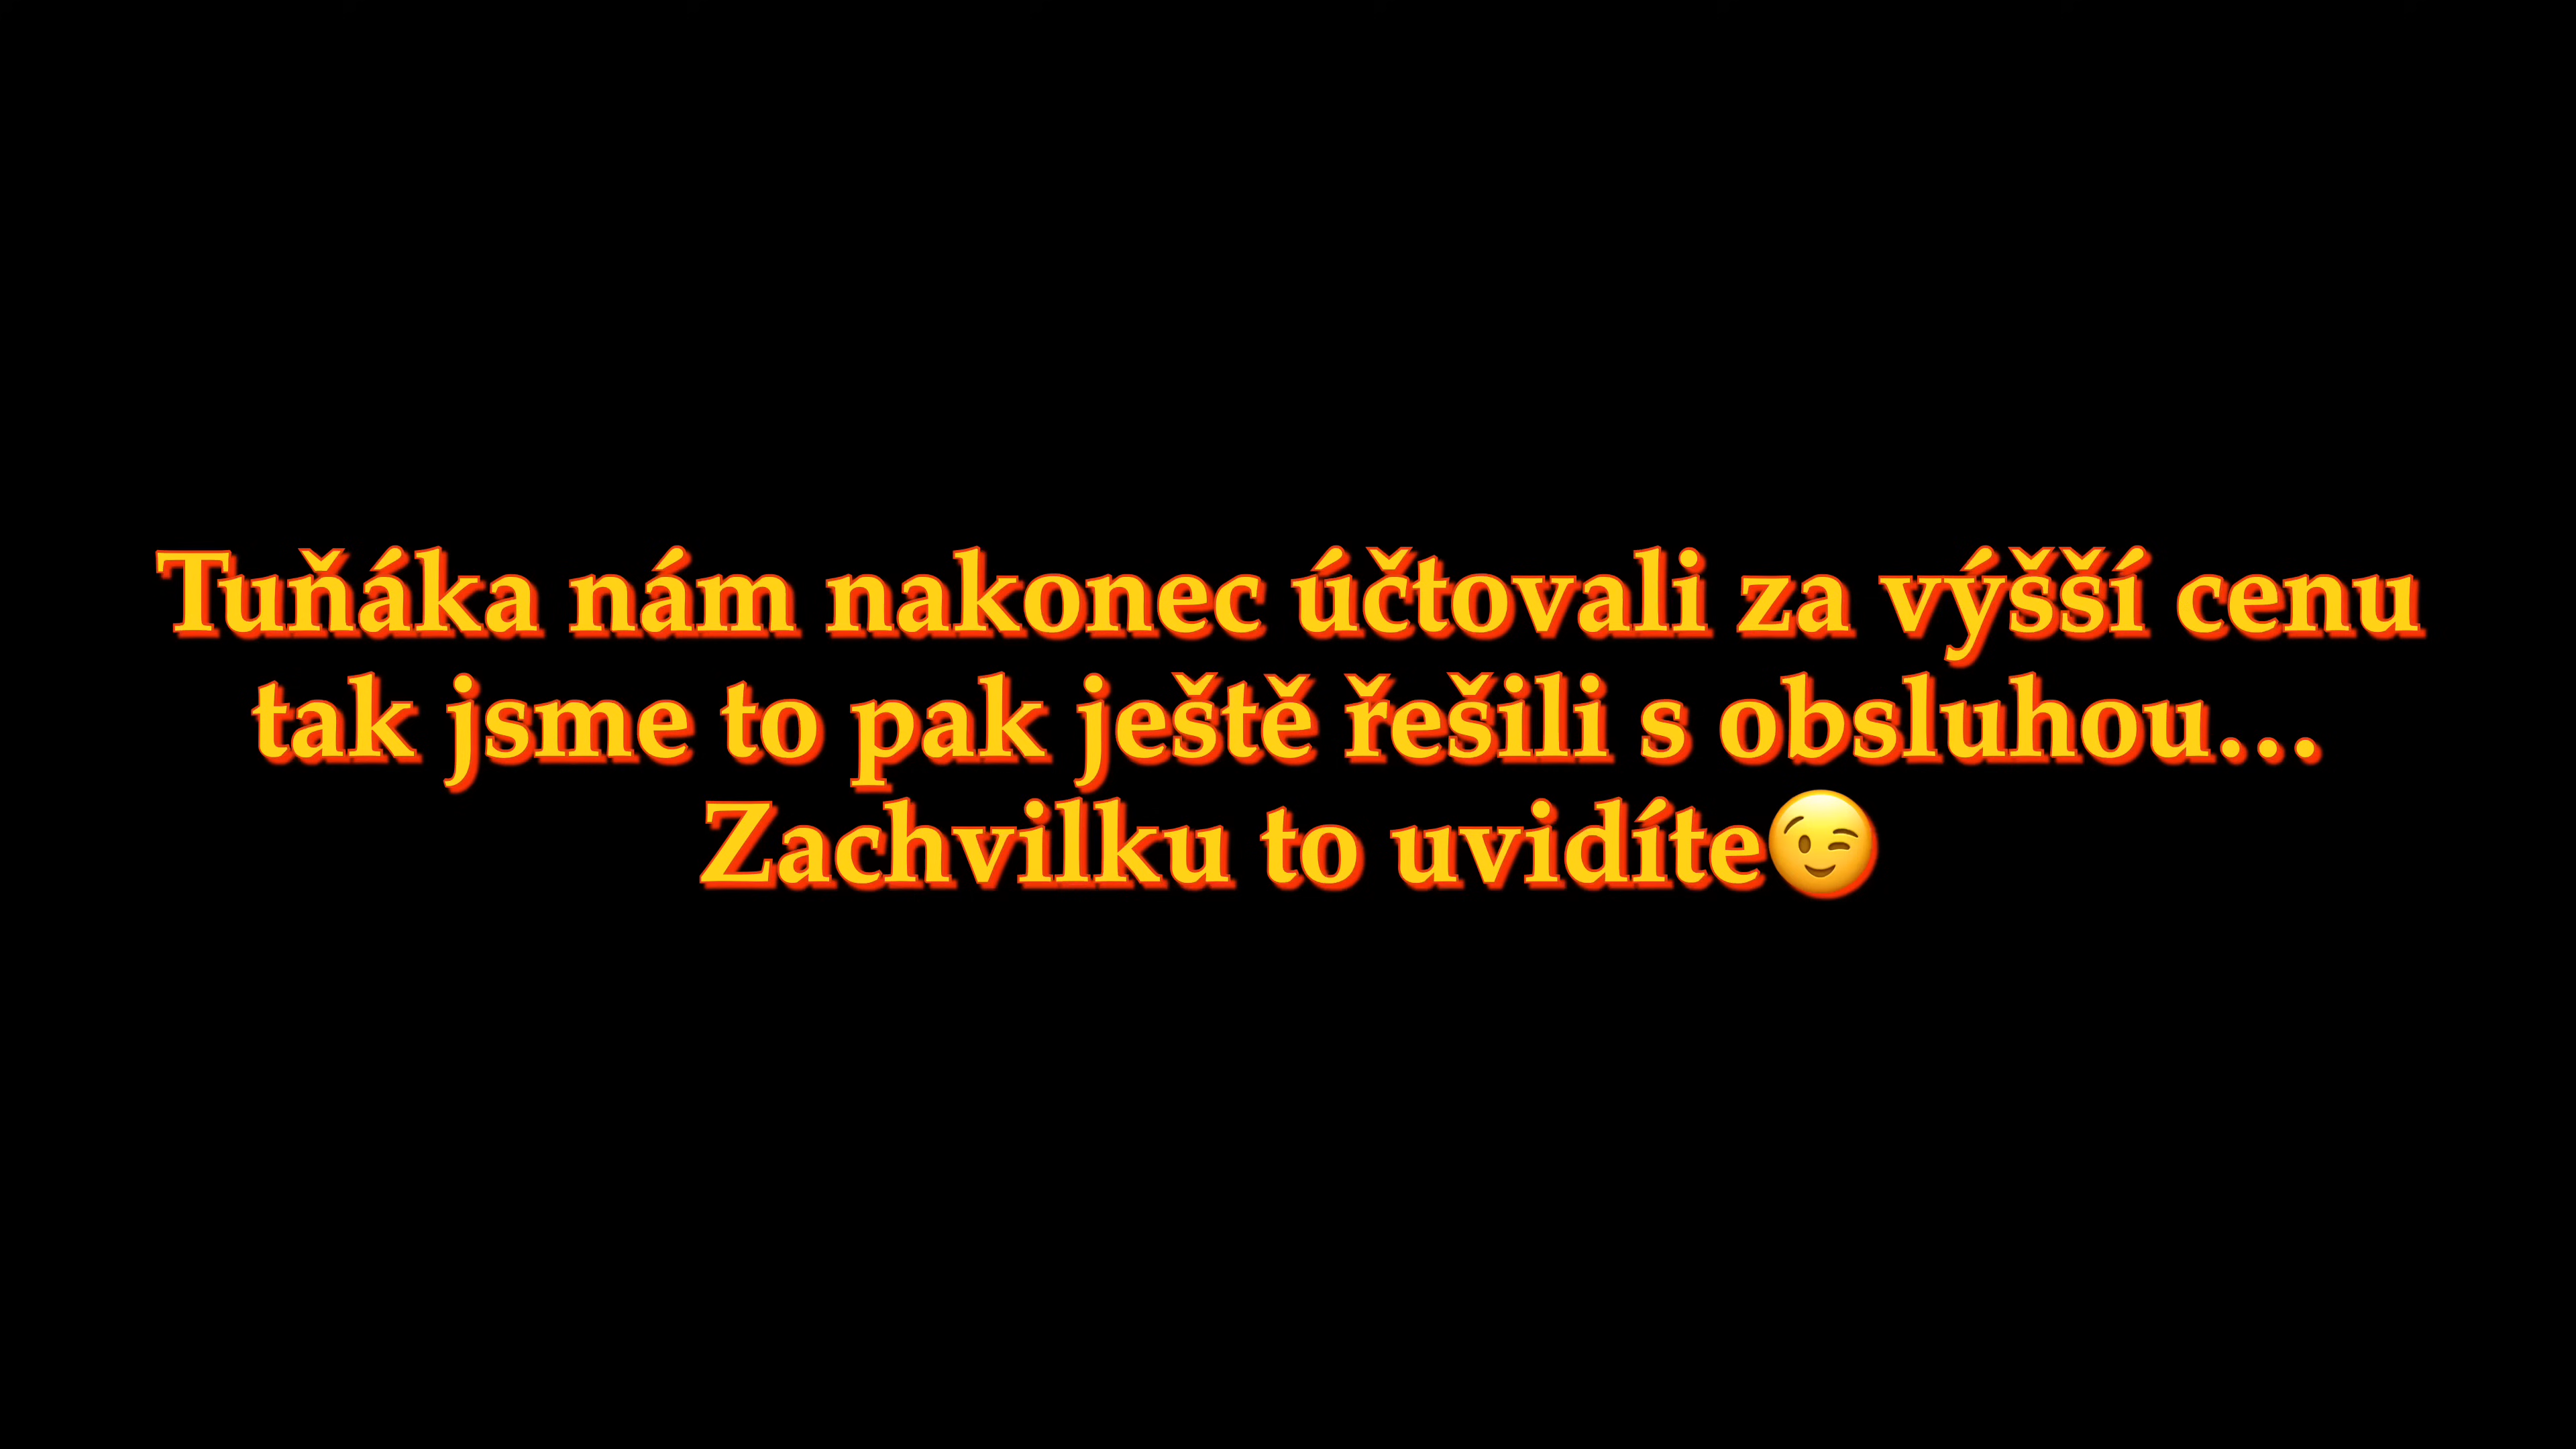 Tuňáka nám nakonec účtovali za výšší cenu
tak jsme to pak ještě řešili s obsluhou...
Zachvilku to uvidíte😉